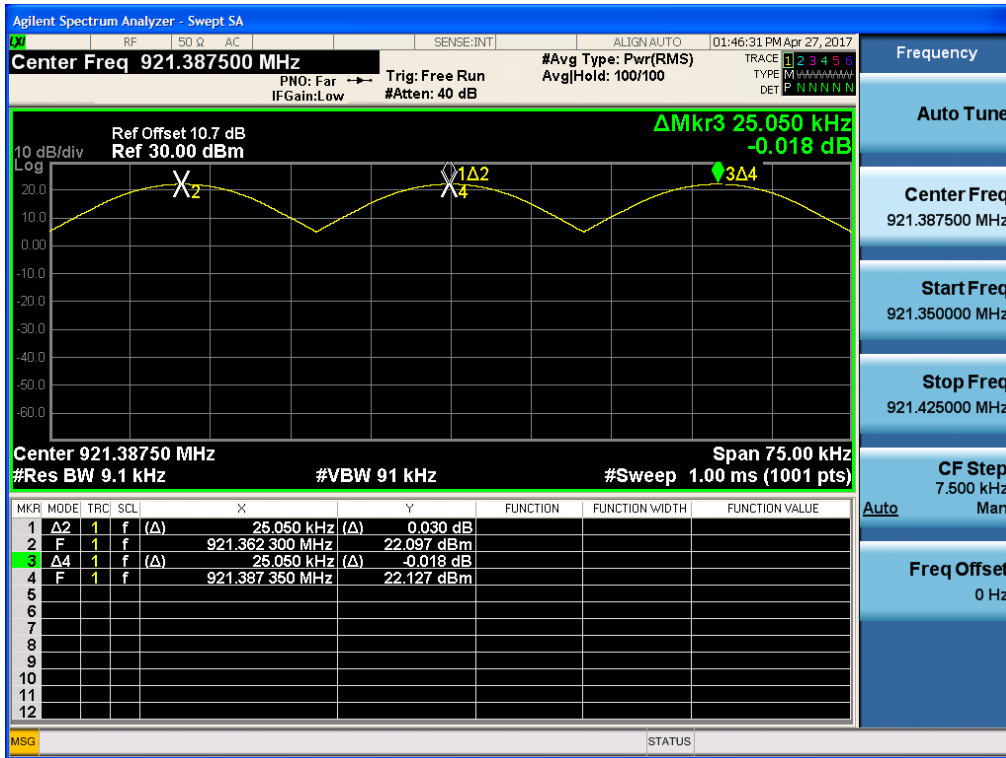 Agilent Spectrum Analyzer - Swept SA
LXI RF 50 Ω AC SENSE:INT ALIGNAUTO 01:46:31 PM Apr 27, 2017
Center Freq 921.387500 MHz
#Avg Type: Pwr(RMS)
TRACE 1 2 3 4 5 6
PNO: Far
Trig: Free Run
Avg|Hold: 100/100
TYPE M
IFGain:Low
#Atten: 40 dB
DET P N N N N N
ΔMkr3 25.050 kHz
-0.018 dB
Ref Offset 10.7 dB
10 dB/div Ref 30.00 dBm
Log
1Δ2
3Δ4
2
4
20.0
10.0
0.00
-10.0
-20.0
-30.0
-40.0
-50.0
-60.0
Center 921.38750 MHz Span 75.00 kHz
#Res BW 9.1 kHz #VBW 91 kHz #Sweep 1.00 ms (1001 pts)
MKR MODE TRC SCL X Y FUNCTION FUNCTION WIDTH FUNCTION VALUE
1 Δ2 1 f (Δ) 25.050 kHz (Δ) 0.030 dB
2 F 1 f 921.362 300 MHz 22.097 dBm
3 Δ4 1 f (Δ) 25.050 kHz (Δ) -0.018 dB
4 F 1 f 921.387 350 MHz 22.127 dBm
5
6
7
8
9
10
11
12
MSG STATUS
Frequency
Auto Tune
Center Freq
921.387500 MHz
Start Freq
921.350000 MHz
Stop Freq
921.425000 MHz
CF Step
7.500 kHz
Auto Man
Freq Offset
0 Hz